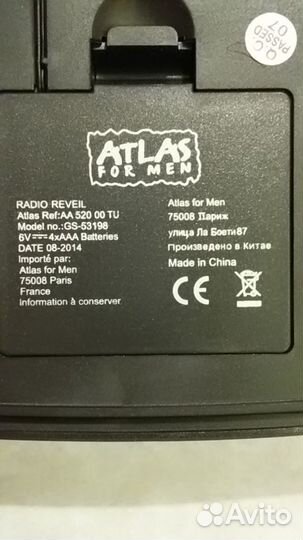 Q.C
PASSED
07
ATLAS
FOR MEN
RADIO REVEIL
Atlas Ref:AA 520 00 TU
Model no.:GS-53198
6V⎓4xAAA Batteries
DATE 08-2014
Importé par:
Atlas for Men
75008 Paris
France
Information à conserver
Atlas for Men
75008 Париж
улица Ла Боети87
Произведено в Китае
Made in China
CE
Avito